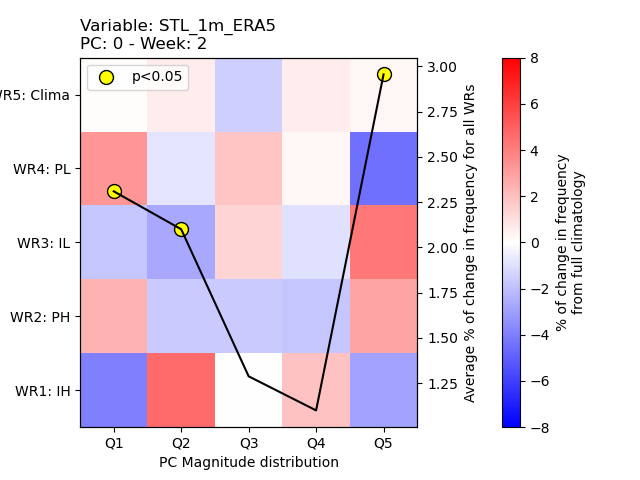 Variable: STL_1m_ERA5
PC: 0 - Week: 2
p<0.05
WR5: Clima
WR4: PL
WR3: IL
WR2: PH
WR1: IH
Q1 Q2 Q3 Q4 Q5
PC Magnitude distribution
3.00
2.75
2.50
2.25
2.00
1.75
1.50
1.25
Average % of change in frequency for all WRs
8
6
4
2
0
−2
−4
−6
−8
% of change in frequency
from full climatology